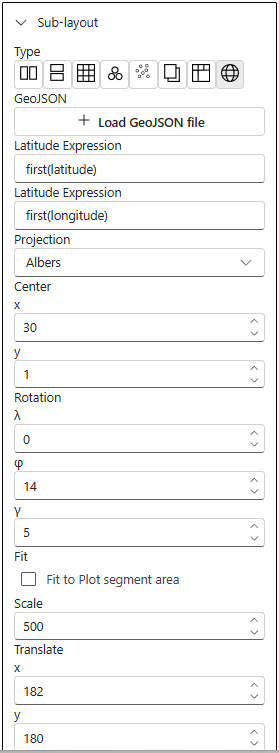 Sub-layout
Type
GeoJSON
Load GeoJSON file
Latitude Expression
first(latitude)
Latitude Expression
first(longitude)
Projection
Albers
Center
x
30
y
1
Rotation
λ
0
φ
14
γ
5
Fit
Fit to Plot segment area
Scale
500
Translate
x
182
y
180